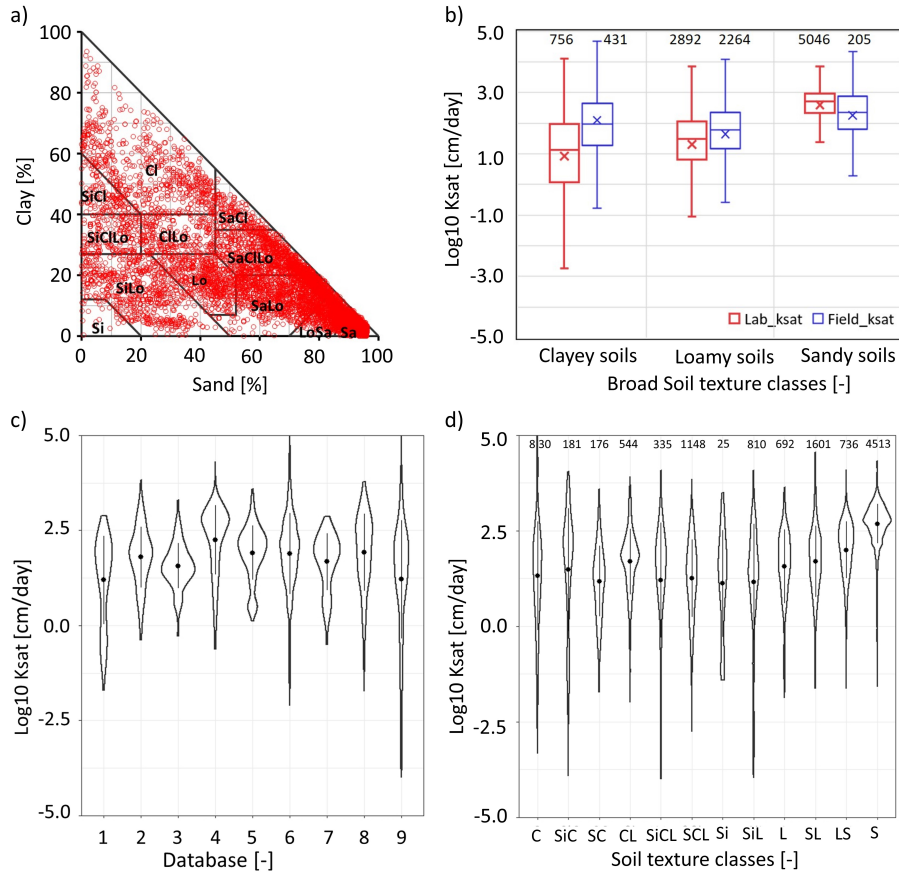 a)
100
80
60
40
20
0
Clay [%]
Cl
SiCl
SaCl
SiClLo
ClLo
SaClLo
Lo
SiLo
SaLo
Si
LoSa
Sa
0 20 40 60 80 100
Sand [%]
b)
5.0
3.0
1.0
-1.0
-3.0
-5.0
Log10 Ksat [cm/day]
756 431 2892 2264 5046 205
Lab_ksat Field_ksat
Clayey soils Loamy soils Sandy soils
Broad Soil texture classes [-]
c)
5.0
2.5
0.0
-2.5
-5.0
Log10 Ksat [cm/day]
1 2 3 4 5 6 7 8 9
Database [-]
d)
5.0
2.5
0.0
-2.5
-5.0
Log10 Ksat [cm/day]
830 181 176 544 335 1148 25 810 692 1601 736 4513
C SiC SC CL SiCL SCL Si SiL L SL LS S
Soil texture classes [-]